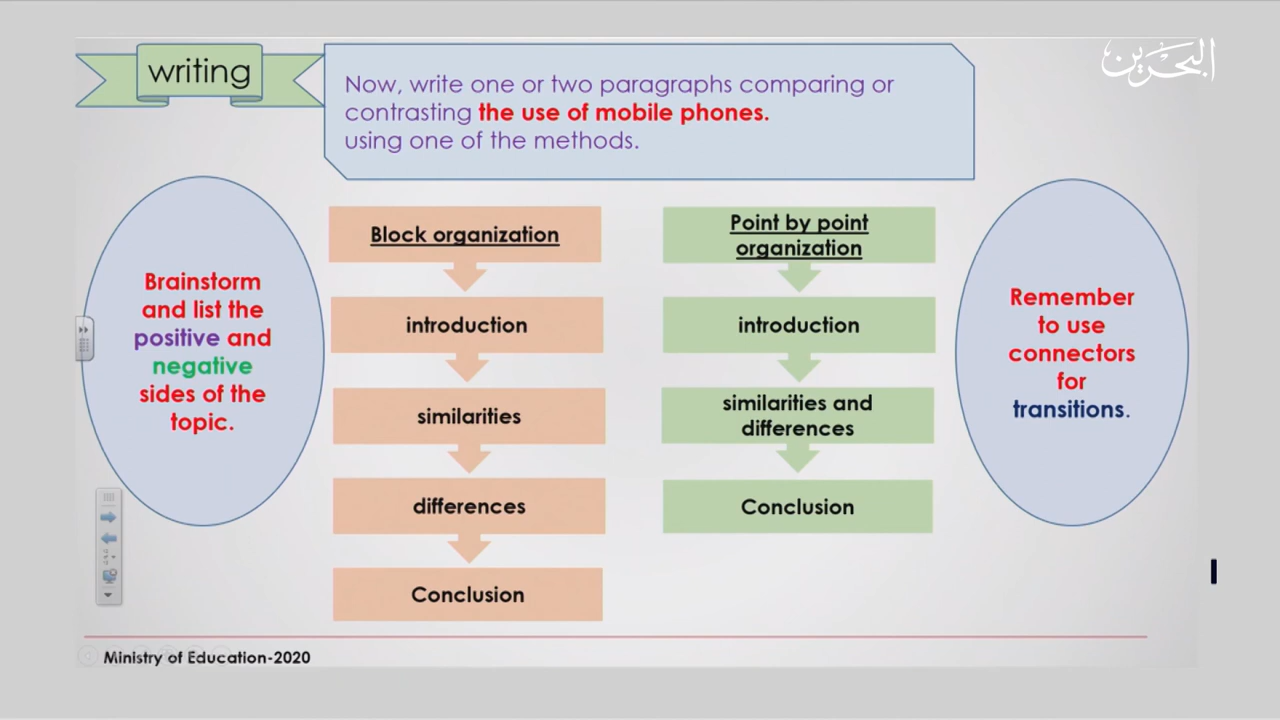 writing
Now, write one or two paragraphs comparing or
contrasting the use of mobile phones.
using one of the methods.
البحرين
Brainstorm
and list the
positive and
negative
sides of the
topic.
Block organization
introduction
similarities
differences
Conclusion
Point by point
organization
introduction
similarities and
differences
Conclusion
Remember
to use
connectors
for
transitions.
Ministry of Education-2020